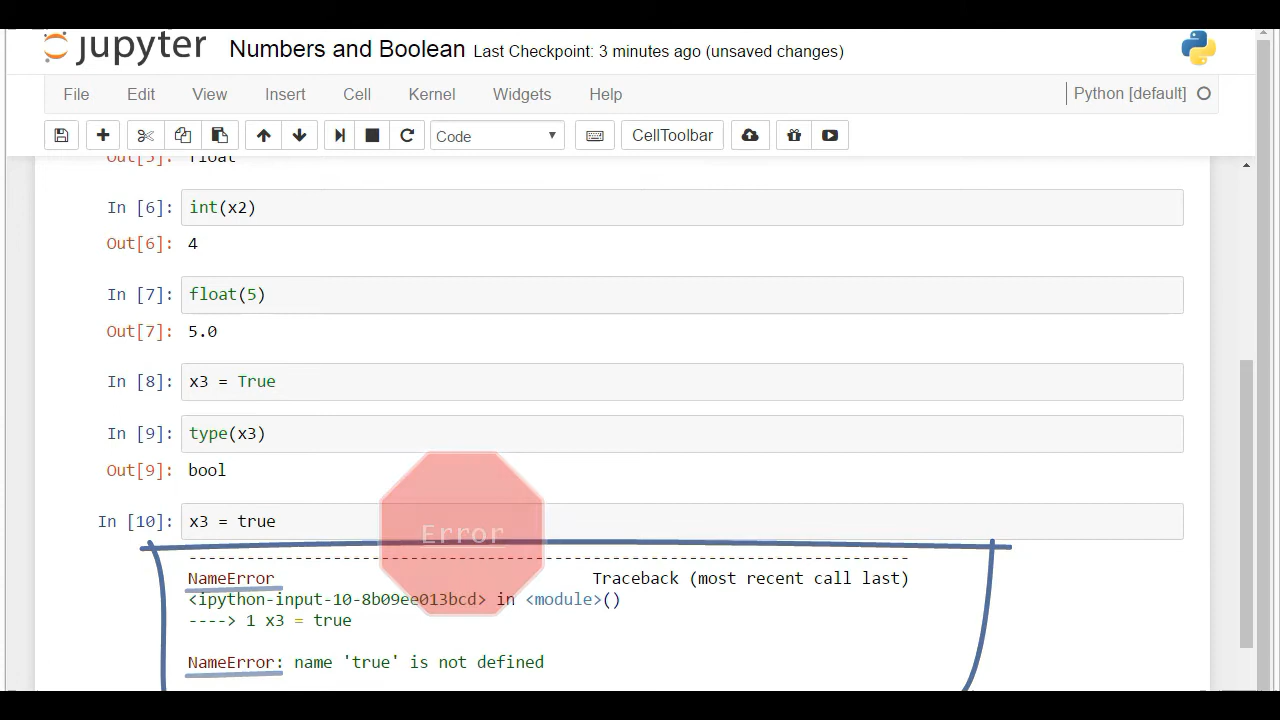 jupyter Numbers and Boolean Last Checkpoint: 3 minutes ago (unsaved changes)
File Edit View Insert Cell Kernel Widgets Help Python [default]
Code CellToolbar
Out[5]: float
In [6]: int(x2)
Out[6]: 4
In [7]: float(5)
Out[7]: 5.0
In [8]: x3 = True
In [9]: type(x3)
Out[9]: bool
In [10]: x3 = true
Error
---------------------------------------------------------------------------
NameError Traceback (most recent call last)
<ipython-input-10-8b09ee013bcd> in <module>()
----> 1 x3 = true
NameError: name 'true' is not defined